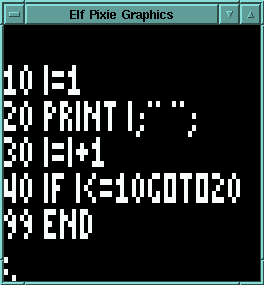 Elf Pixie Graphics
10 I=1
20 PRINT I;" ";
30 I=I+1
40 IF I<=10GOTO20
99 END
:.